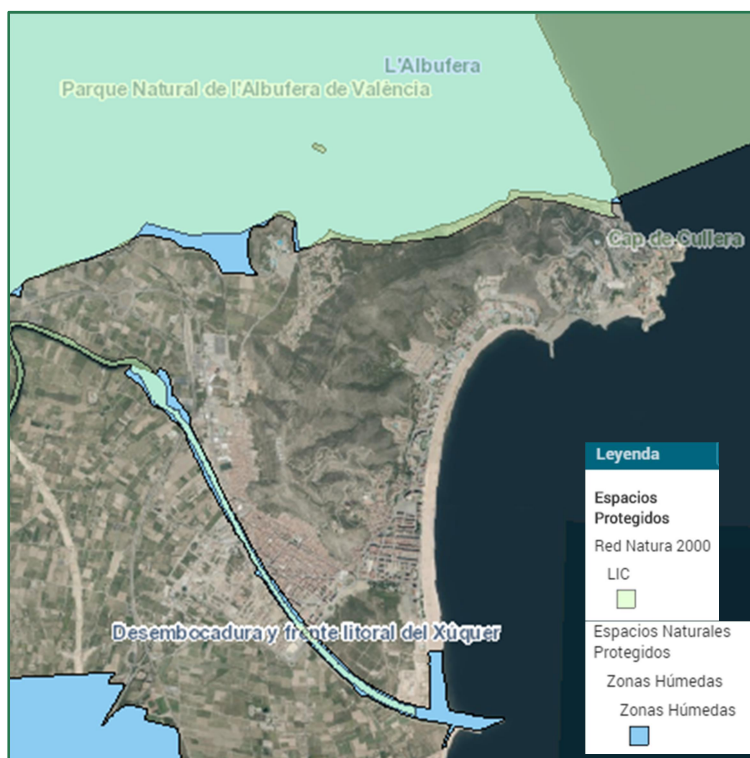 L'Albufera
Parque Natural de l'Albufera de València
Cap de Cullera
Desembocadura y frente litoral del Xúquer
Leyenda
Espacios
Protegidos
Red Natura 2000
LIC
Espacios Naturales
Protegidos
Zonas Húmedas
Zonas Húmedas